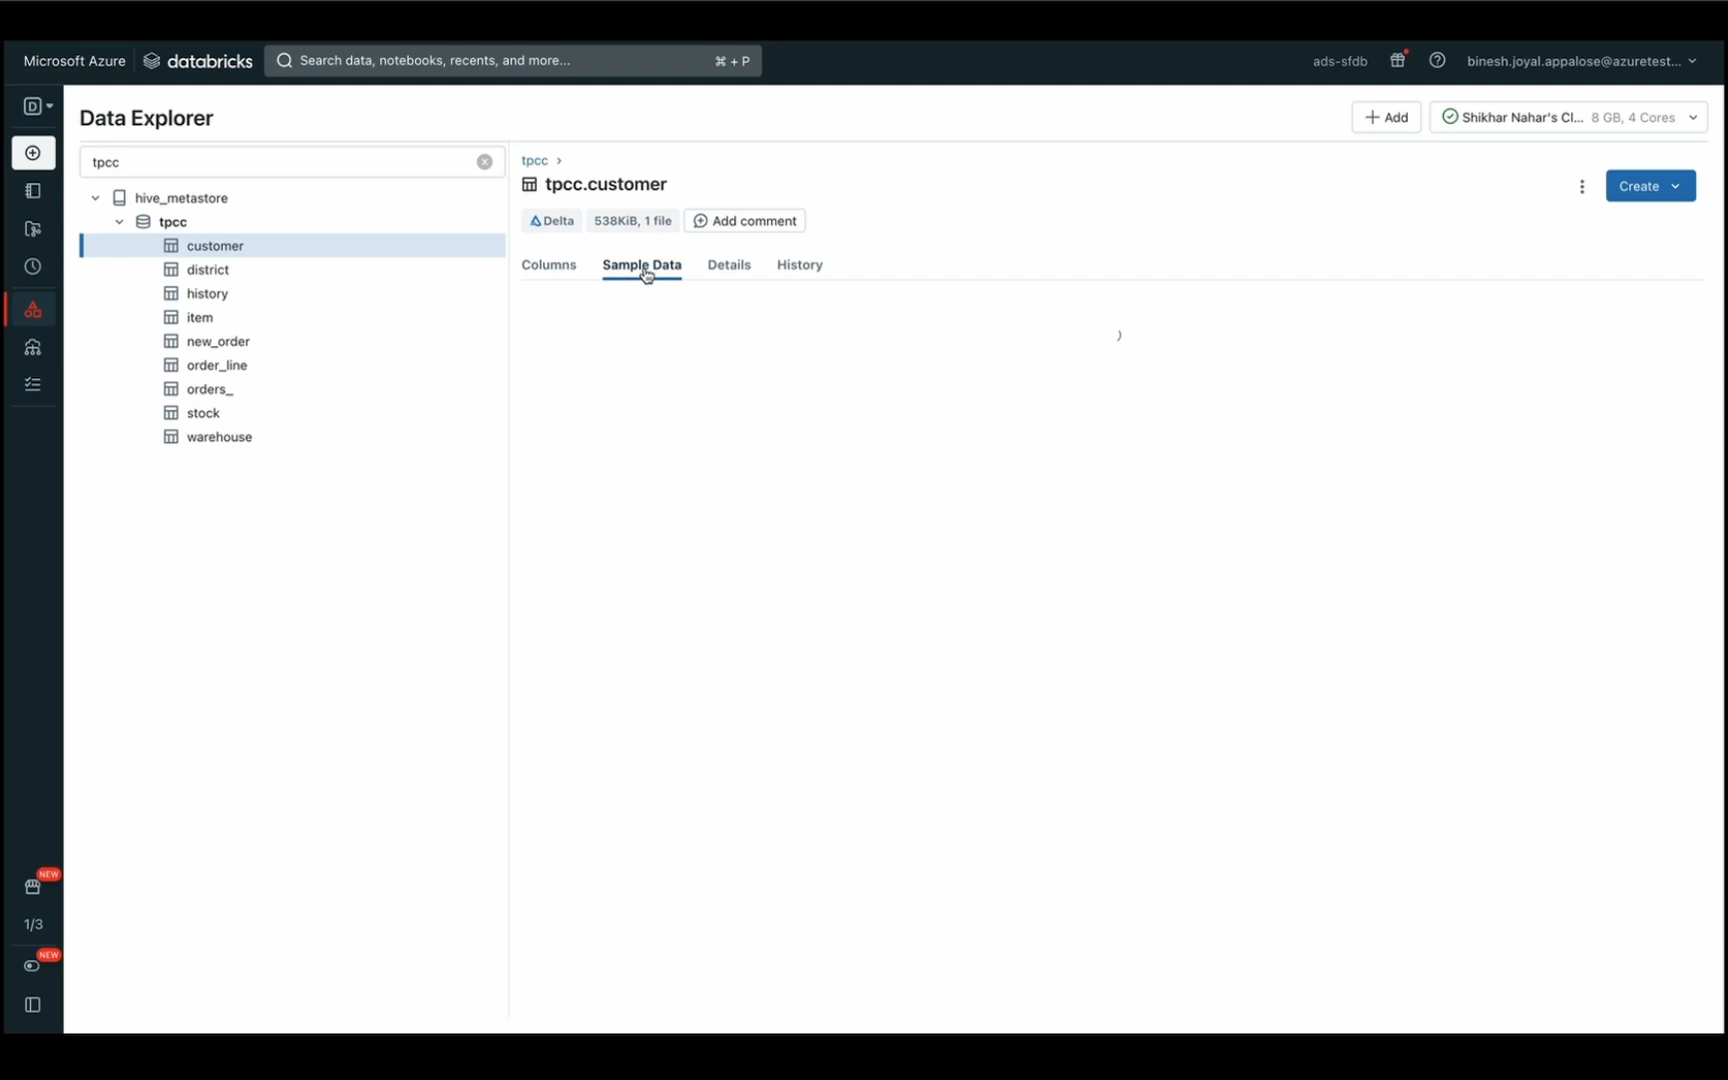 Microsoft Azure databricks Search data, notebooks, recents, and more... ⌘ + P ads-sfdb binesh.joyal.appalose@azuretest...
D
Data Explorer + Add Shikhar Nahar's Cl... 8 GB, 4 Cores
tpcc
hive_metastore
tpcc
customer
district
history
item
new_order
order_line
orders_
stock
warehouse
tpcc >
tpcc.customer Create
Delta 538KiB, 1 file Add comment
Columns Sample Data Details History
NEW
1/3
NEW